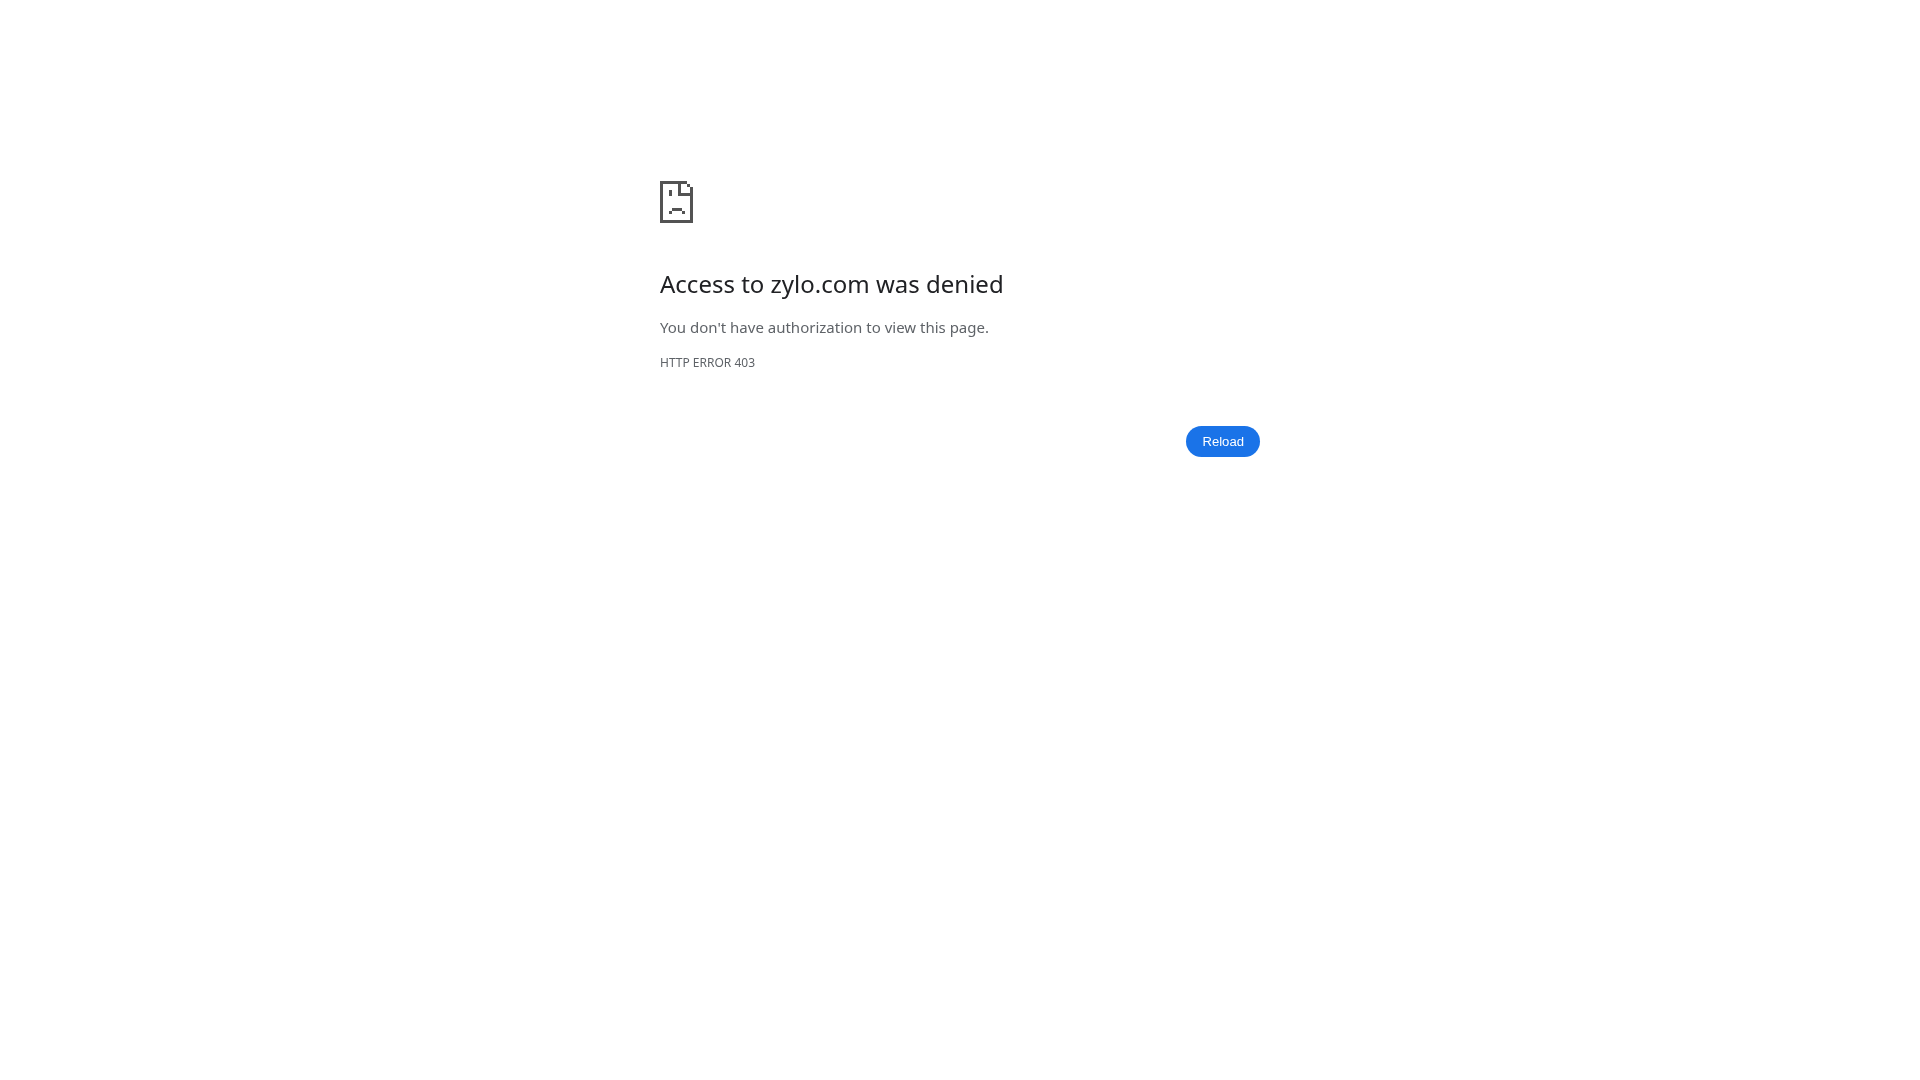 Access to zylo.com was denied
You don't have authorization to view this page.
HTTP ERROR 403
Reload